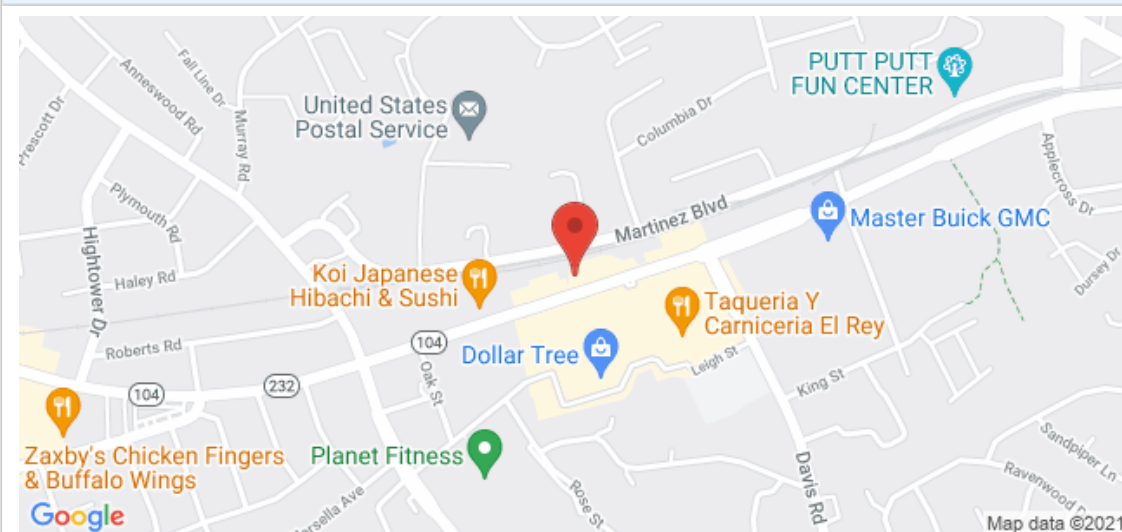 PUTT PUTT
FUN CENTER
Fall Line Dr
Anneswood Rd
Prescott Dr
Murray Rd
United States
Postal Service
Columbia Dr
Applecross Dr
Plymouth Rd
Martinez Blvd
Master Buick GMC
Hightower Dr
Haley Rd
Koi Japanese
Hibachi & Sushi
Dursey Dr
Taqueria Y
Carniceria El Rey
Roberts Rd
104
Dollar Tree
Leigh St
Oak St
King St
104
232
Zaxby's Chicken Fingers
& Buffalo Wings
Planet Fitness
Davis Rd
Sandpiper Ln
Rose St
Google
Map data ©2021